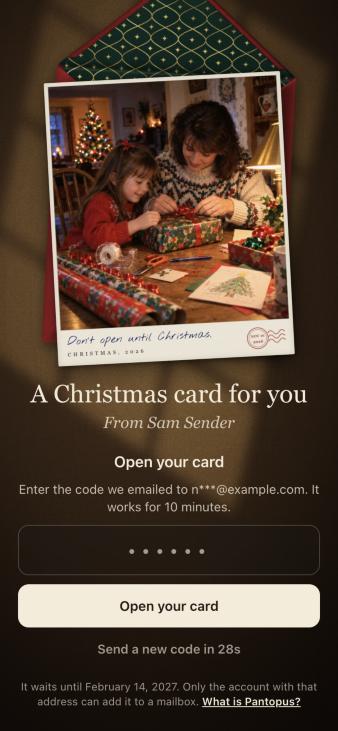 Don't open until Christmas.
CHRISTMAS, 2026
2026
A Christmas card for you
From Sam Sender
Open your card
Enter the code we emailed to n***@example.com. It
works for 10 minutes.
Open your card
Send a new code in 28s
It waits until February 14, 2027. Only the account with that
address can add it to a mailbox. What is Pantopus?